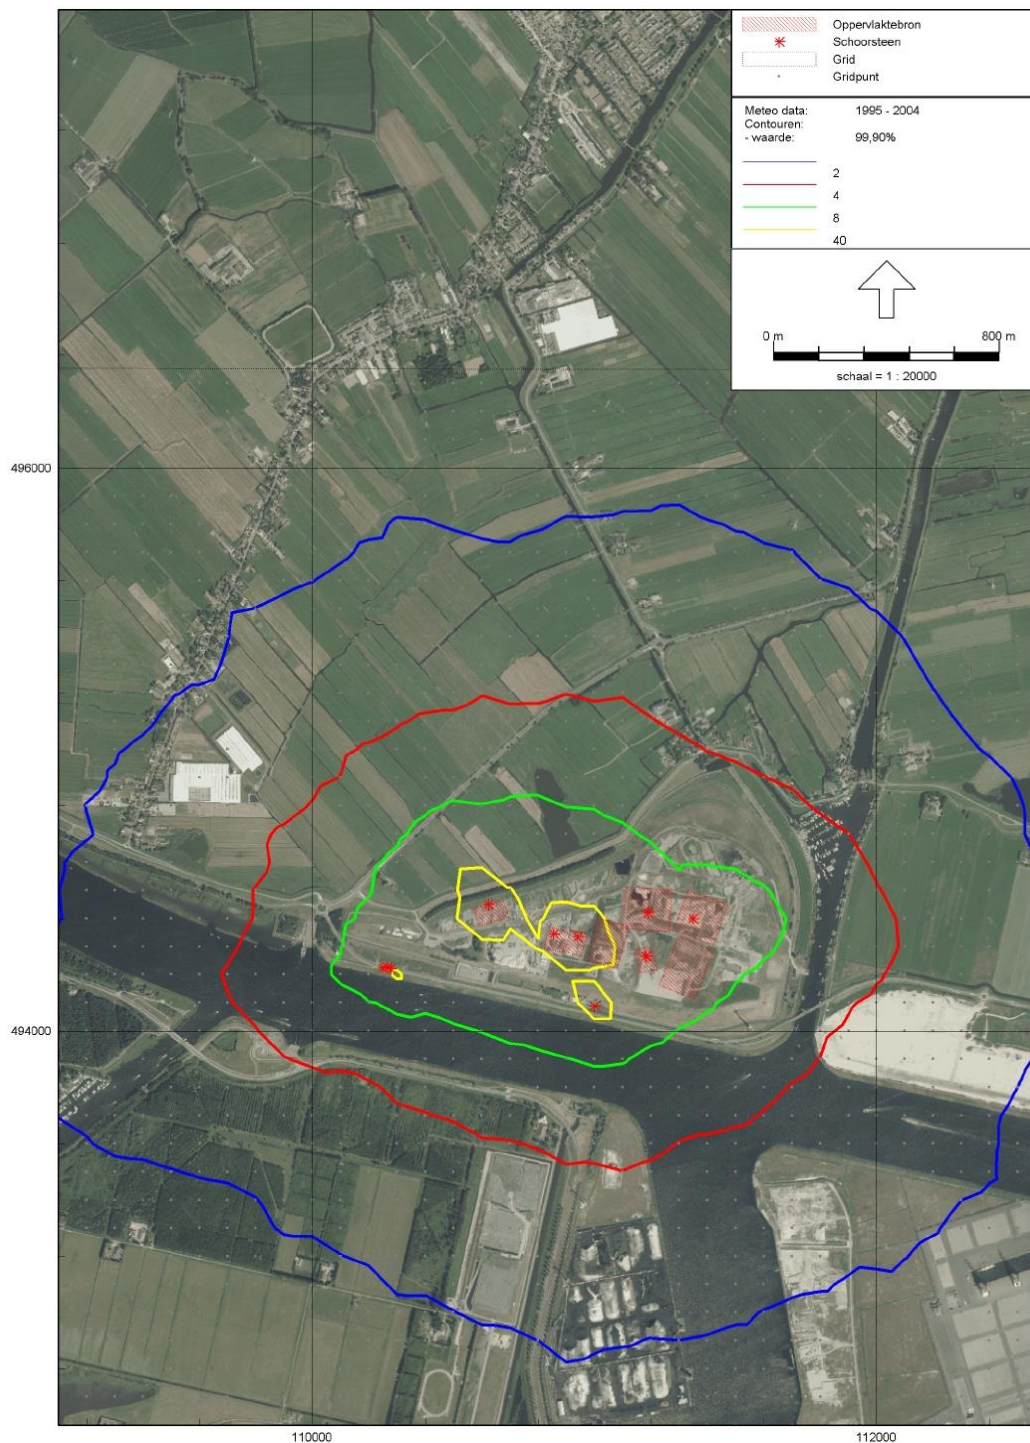 Oppervlaktebron
Schoorsteen
Grid
Gridpunt
Meteo data: 1995 - 2004
Contouren:
- waarde: 99,90%
2
4
8
40
0 m 800 m
schaal = 1 : 20000
496000
494000
110000 112000